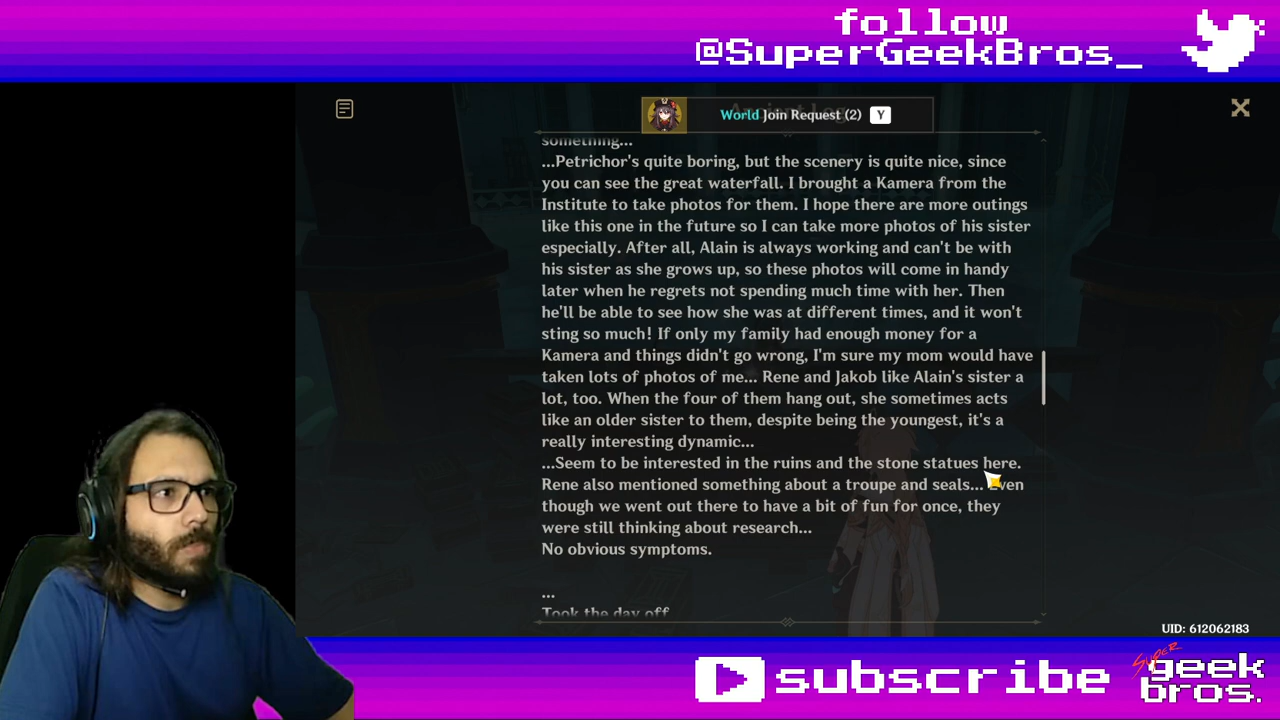 follow
@SuperGeekBros_
World Join Request (2) Y
something...
...Petrichor's quite boring, but the scenery is quite nice, since
you can see the great waterfall. I brought a Kamera from the
Institute to take photos for them. I hope there are more outings
like this one in the future so I can take more photos of his sister
especially. After all, Alain is always working and can't be with
his sister as she grows up, so these photos will come in handy
later when he regrets not spending much time with her. Then
he'll be able to see how she was at different times, and it won't
sting so much! If only my family had enough money for a
Kamera and things didn't go wrong, I'm sure my mom would have
taken lots of photos of me... Rene and Jakob like Alain's sister a
lot, too. When the four of them hang out, she sometimes acts
like an older sister to them, despite being the youngest, it's a
really interesting dynamic...
...Seem to be interested in the ruins and the stone statues here.
Rene also mentioned something about a troupe and seals... Even
though we went out there to have a bit of fun for once, they
were still thinking about research...
No obvious symptoms.
...
Took the day off
UID: 612062183
subscribe
Super
geek
bros.